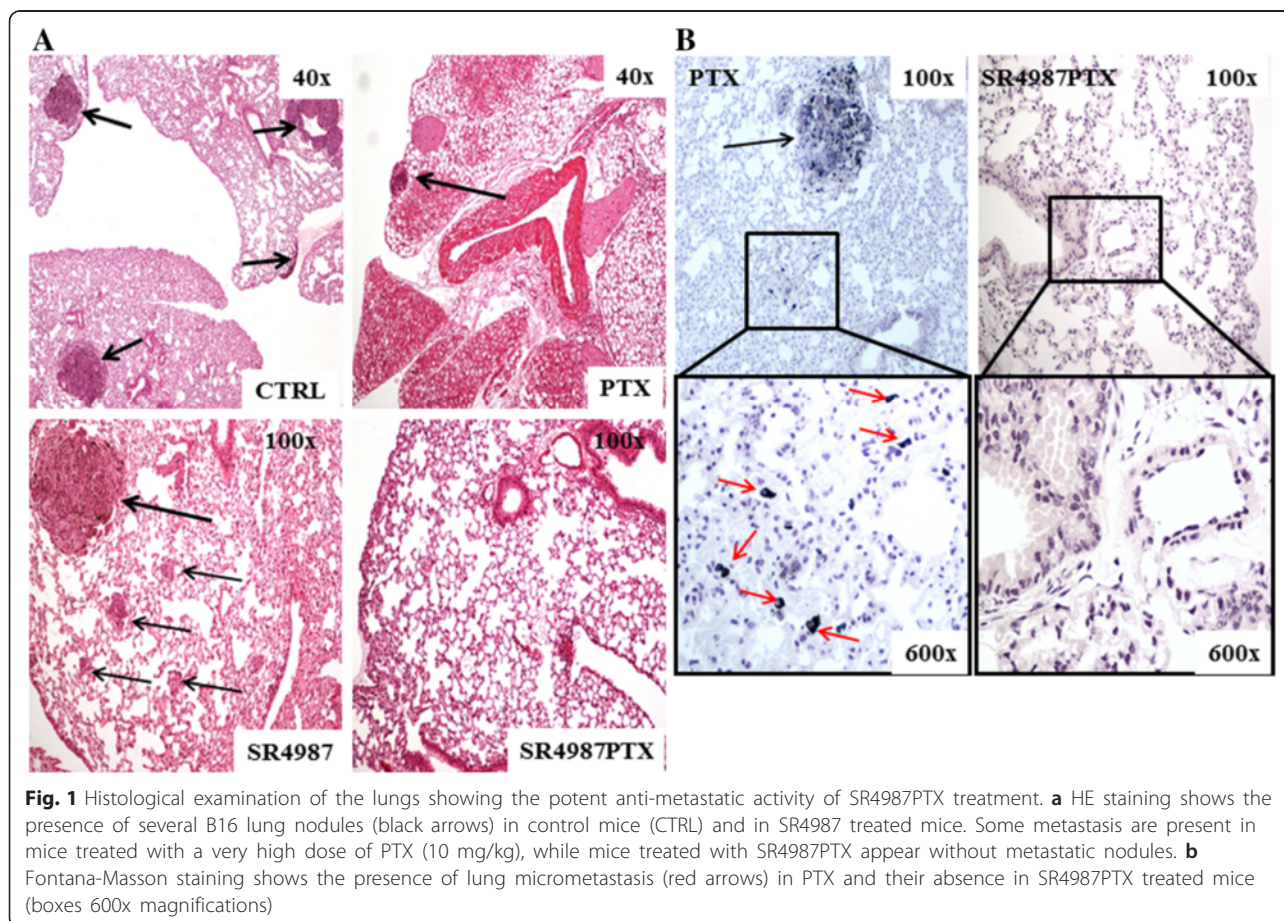 A
B
40x
40x
PTX
100x
SR4987PTX
100x
CTRL
PTX
100x
100x
SR4987
SR4987PTX
600x
600x
Fig. 1 Histological examination of the lungs showing the potent anti-metastatic activity of SR4987PTX treatment. a HE staining shows the
presence of several B16 lung nodules (black arrows) in control mice (CTRL) and in SR4987 treated mice. Some metastasis are present in
mice treated with a very high dose of PTX (10 mg/kg), while mice treated with SR4987PTX appear without metastatic nodules. b
Fontana-Masson staining shows the presence of lung micrometastasis (red arrows) in PTX and their absence in SR4987PTX treated mice
(boxes 600x magnifications)